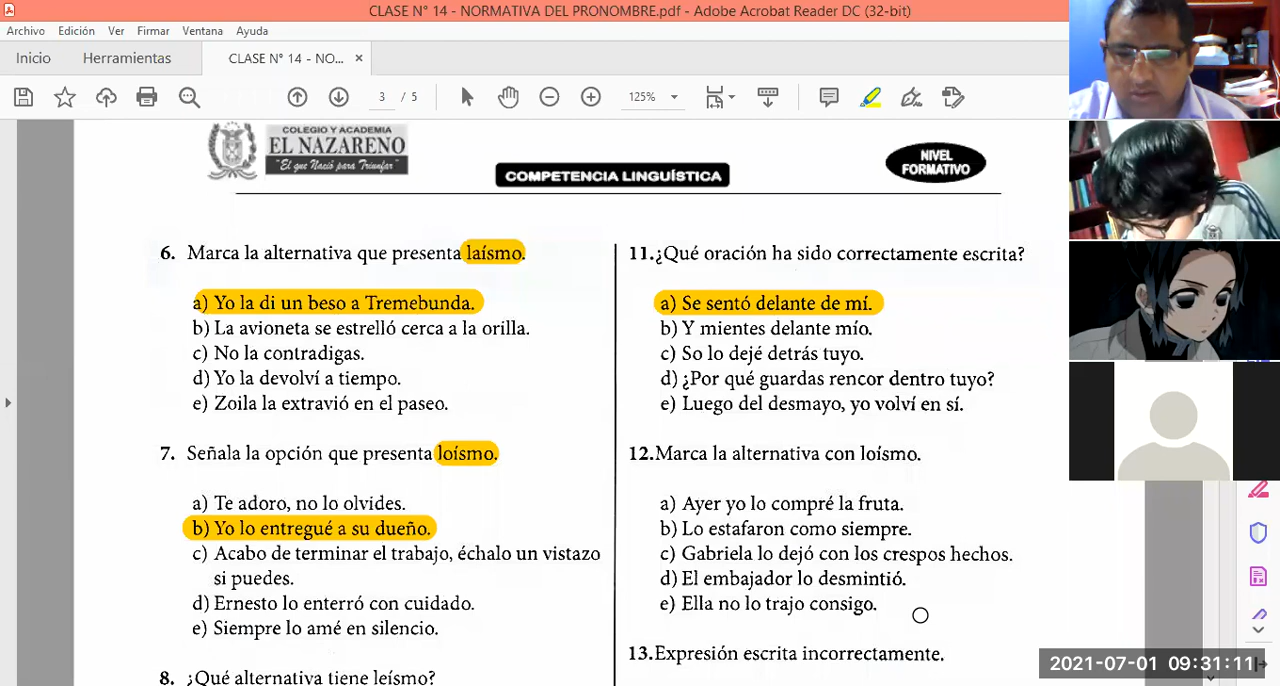 CLASE N° 14 - NORMATIVA DEL PRONOMBRE.pdf - Adobe Acrobat Reader DC (32-bit)
Archivo Edición Ver Firmar Ventana Ayuda
Inicio Herramientas CLASE N° 14 - NO... ×
3 / 5 125%
COLEGIO Y ACADEMIA
EL NAZARENO
"El que Nació para Triunfar"
COMPETENCIA LINGUÍSTICA
NIVEL
FORMATIVO
6. Marca la alternativa que presenta laísmo.
a) Yo la di un beso a Tremebunda.
b) La avioneta se estrelló cerca a la orilla.
c) No la contradigas.
d) Yo la devolví a tiempo.
e) Zoila la extravió en el paseo.
7. Señala la opción que presenta loísmo.
a) Te adoro, no lo olvides.
b) Yo lo entregué a su dueño.
c) Acabo de terminar el trabajo, échalo un vistazo
si puedes.
d) Ernesto lo enterró con cuidado.
e) Siempre lo amé en silencio.
8. ¿Qué alternativa tiene leísmo?
11.¿Qué oración ha sido correctamente escrita?
a) Se sentó delante de mí.
b) Y mientes delante mío.
c) So lo dejé detrás tuyo.
d) ¿Por qué guardas rencor dentro tuyo?
e) Luego del desmayo, yo volví en sí.
12.Marca la alternativa con loísmo.
a) Ayer yo lo compré la fruta.
b) Lo estafaron como siempre.
c) Gabriela lo dejó con los crespos hechos.
d) El embajador lo desmintió.
e) Ella no lo trajo consigo.
13.Expresión escrita incorrectamente.
2021-07-01 09:31:11